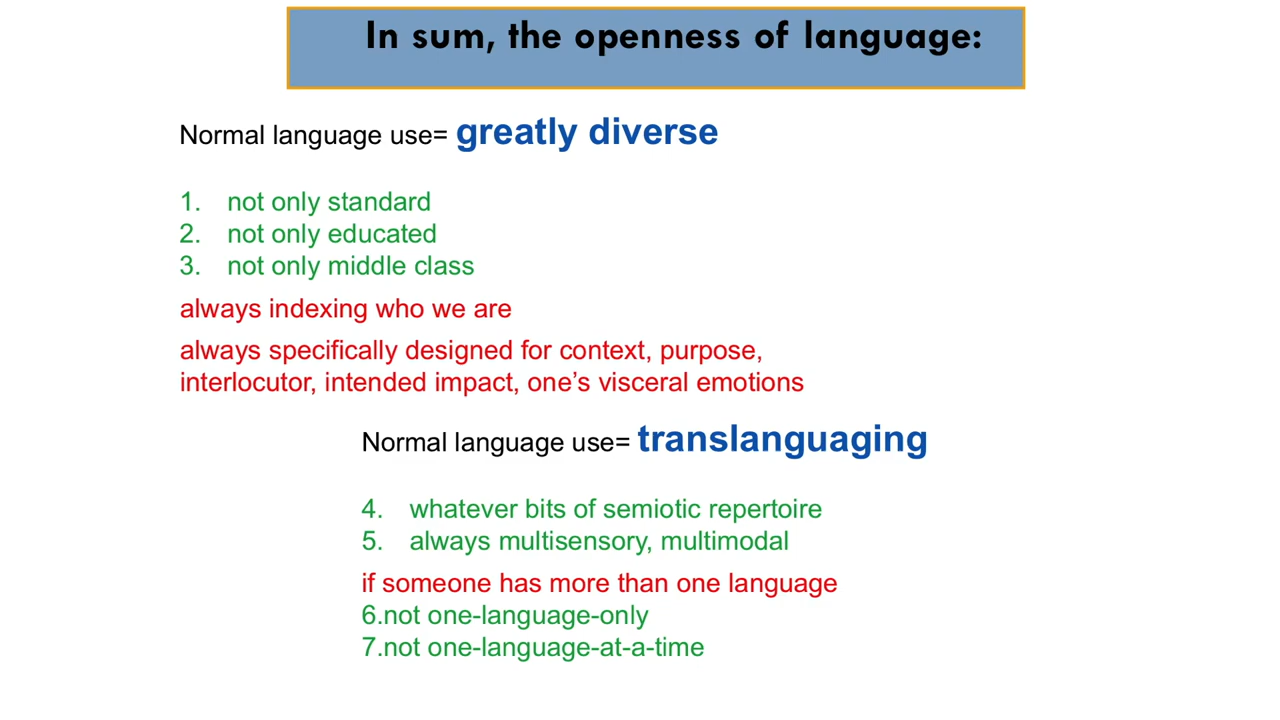 In sum, the openness of language:
Normal language use= greatly diverse
1. not only standard
2. not only educated
3. not only middle class
always indexing who we are
always specifically designed for context, purpose,
interlocutor, intended impact, one’s visceral emotions
Normal language use= translanguaging
4. whatever bits of semiotic repertoire
5. always multisensory, multimodal
if someone has more than one language
6.not one-language-only
7.not one-language-at-a-time